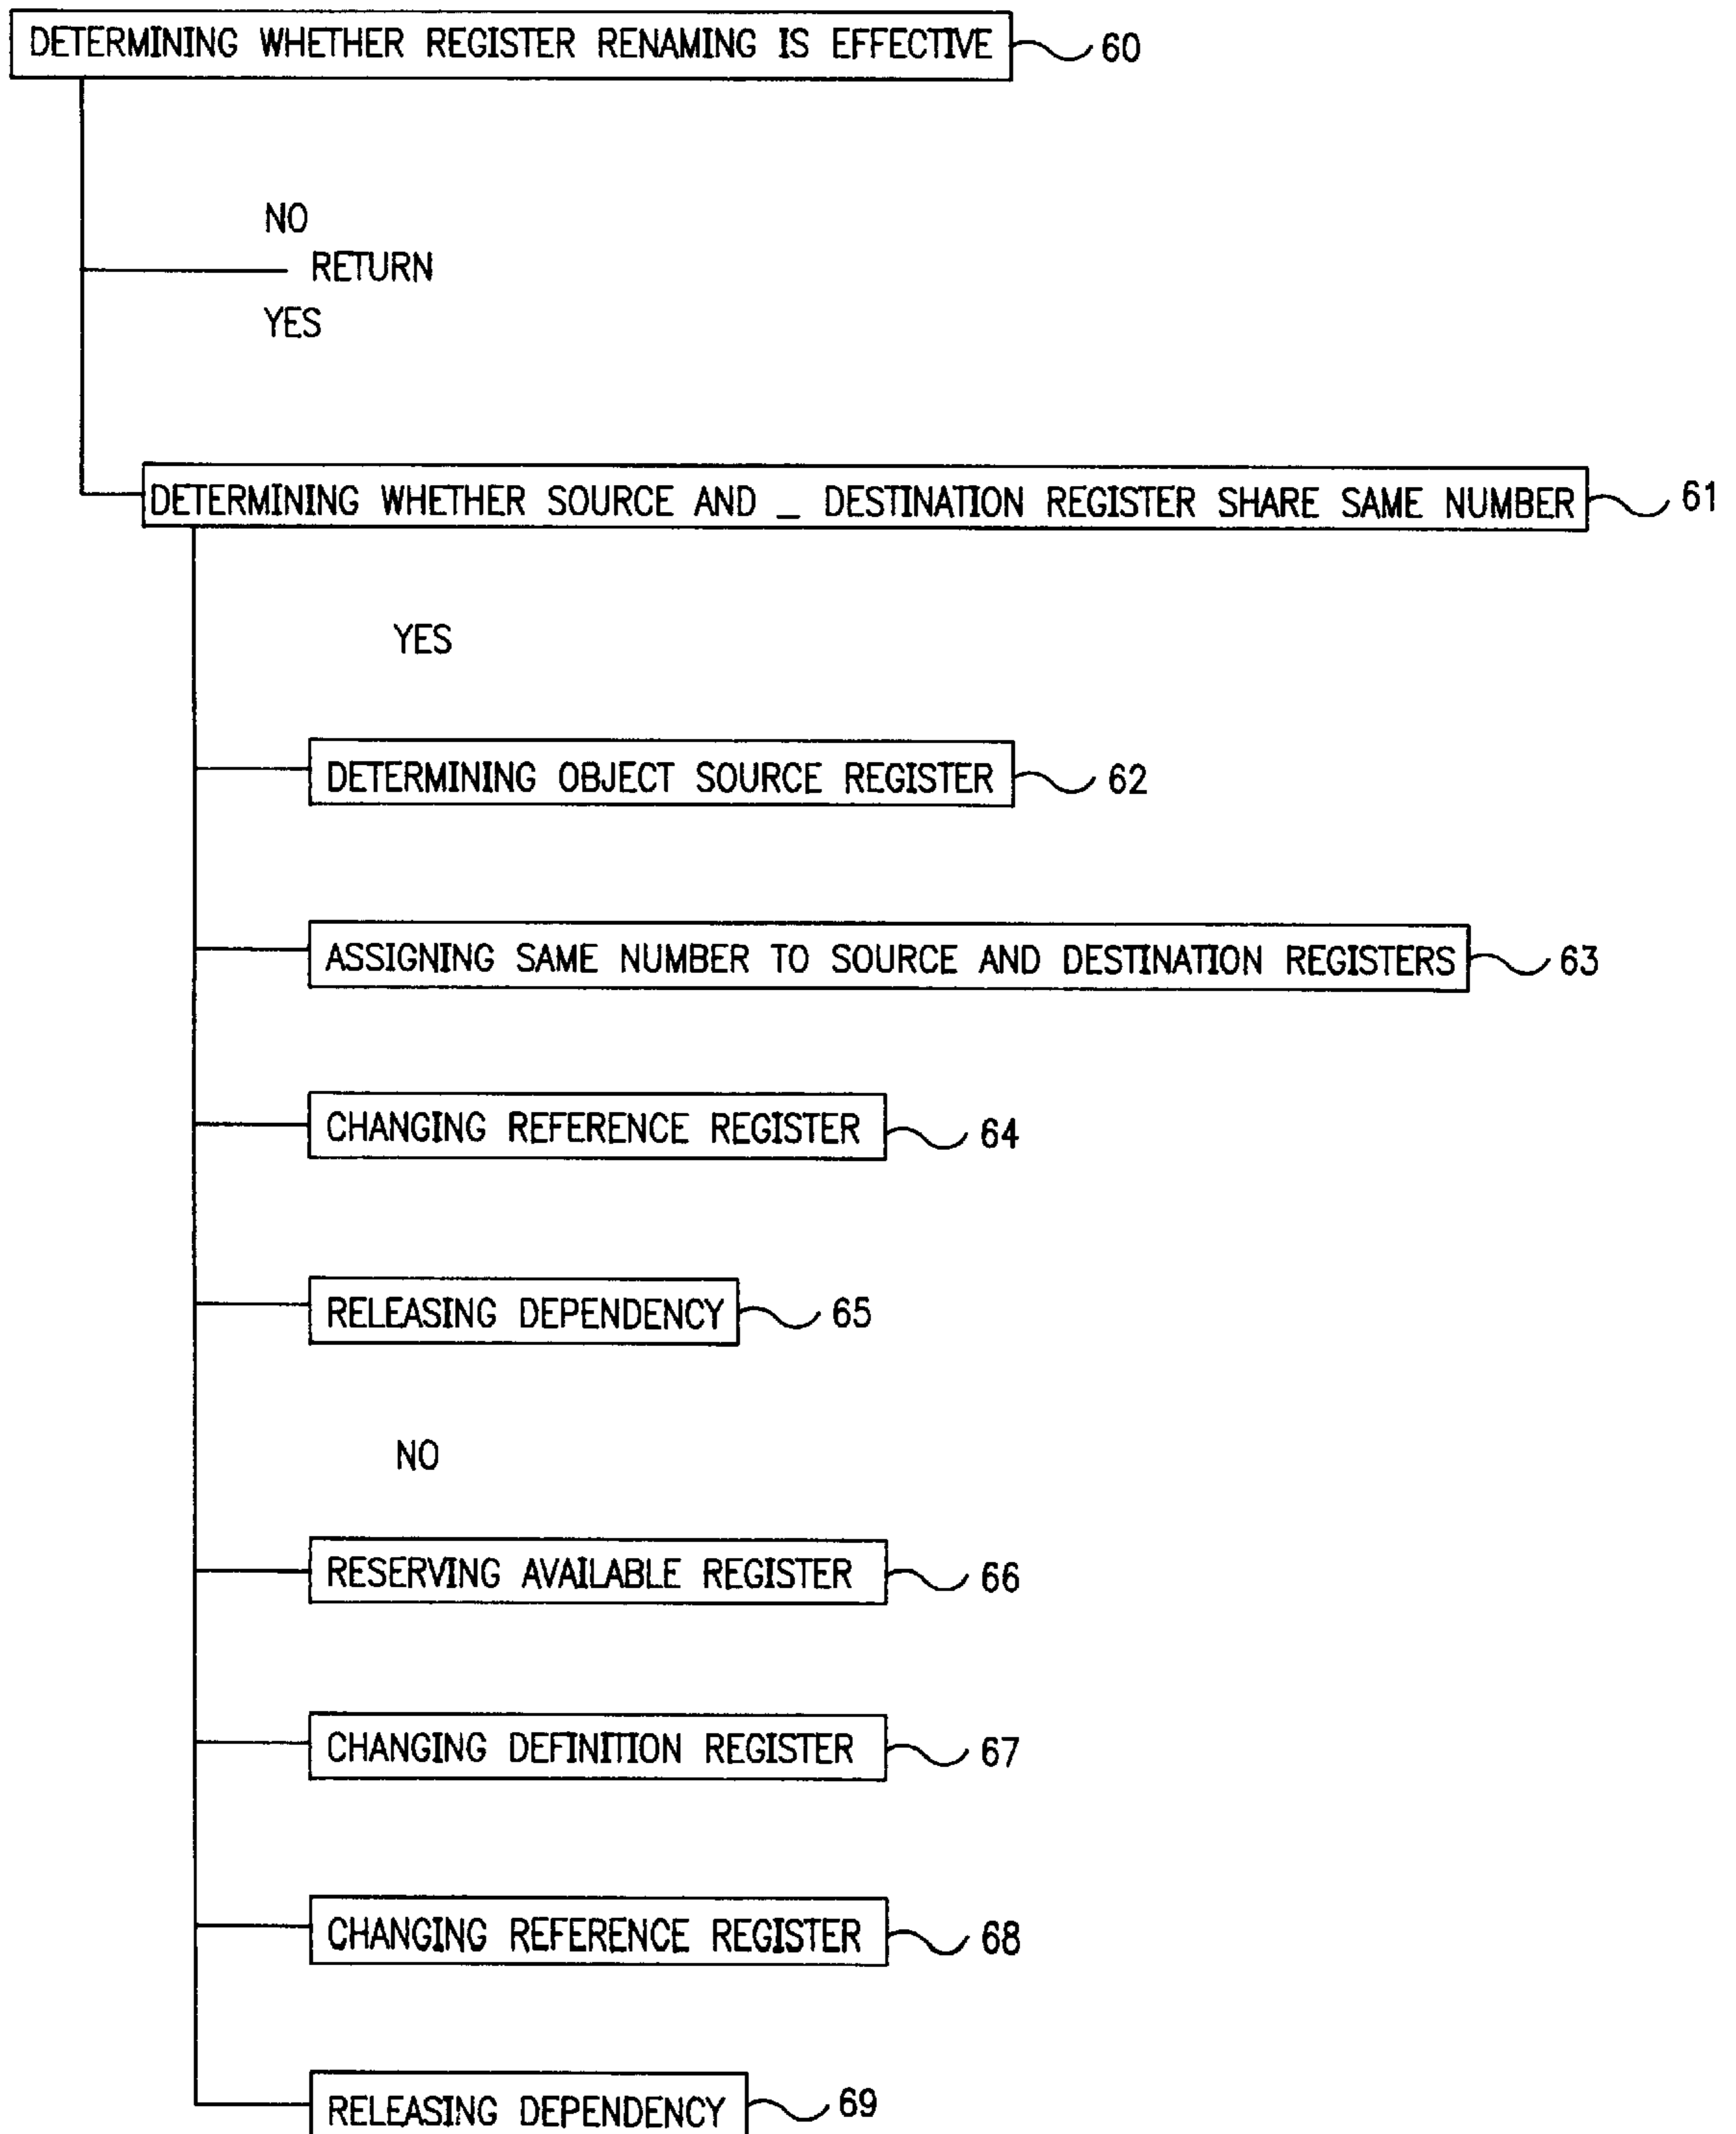 DETERMINING WHETHER REGISTER RENAMING IS EFFECTIVE 60
NO
RETURN
YES
DETERMINING WHETHER SOURCE AND _ DESTINATION REGISTER SHARE SAME NUMBER 61
YES
DETERMINING OBJECT SOURCE REGISTER 62
ASSIGNING SAME NUMBER TO SOURCE AND DESTINATION REGISTERS 63
CHANGING REFERENCE REGISTER 64
RELEASING DEPENDENCY 65
NO
RESERVING AVAILABLE REGISTER 66
CHANGING DEFINITION REGISTER 67
CHANGING REFERENCE REGISTER 68
RELEASING DEPENDENCY 69